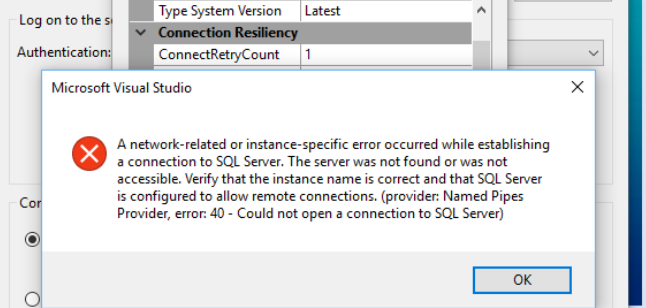 Type System Version Latest
Log on to the s
Connection Resiliency
Authentication:
ConnectRetryCount 1
Microsoft Visual Studio
A network-related or instance-specific error occurred while establishing
a connection to SQL Server. The server was not found or was not
accessible. Verify that the instance name is correct and that SQL Server
is configured to allow remote connections. (provider: Named Pipes
Provider, error: 40 - Could not open a connection to SQL Server)
Con
OK